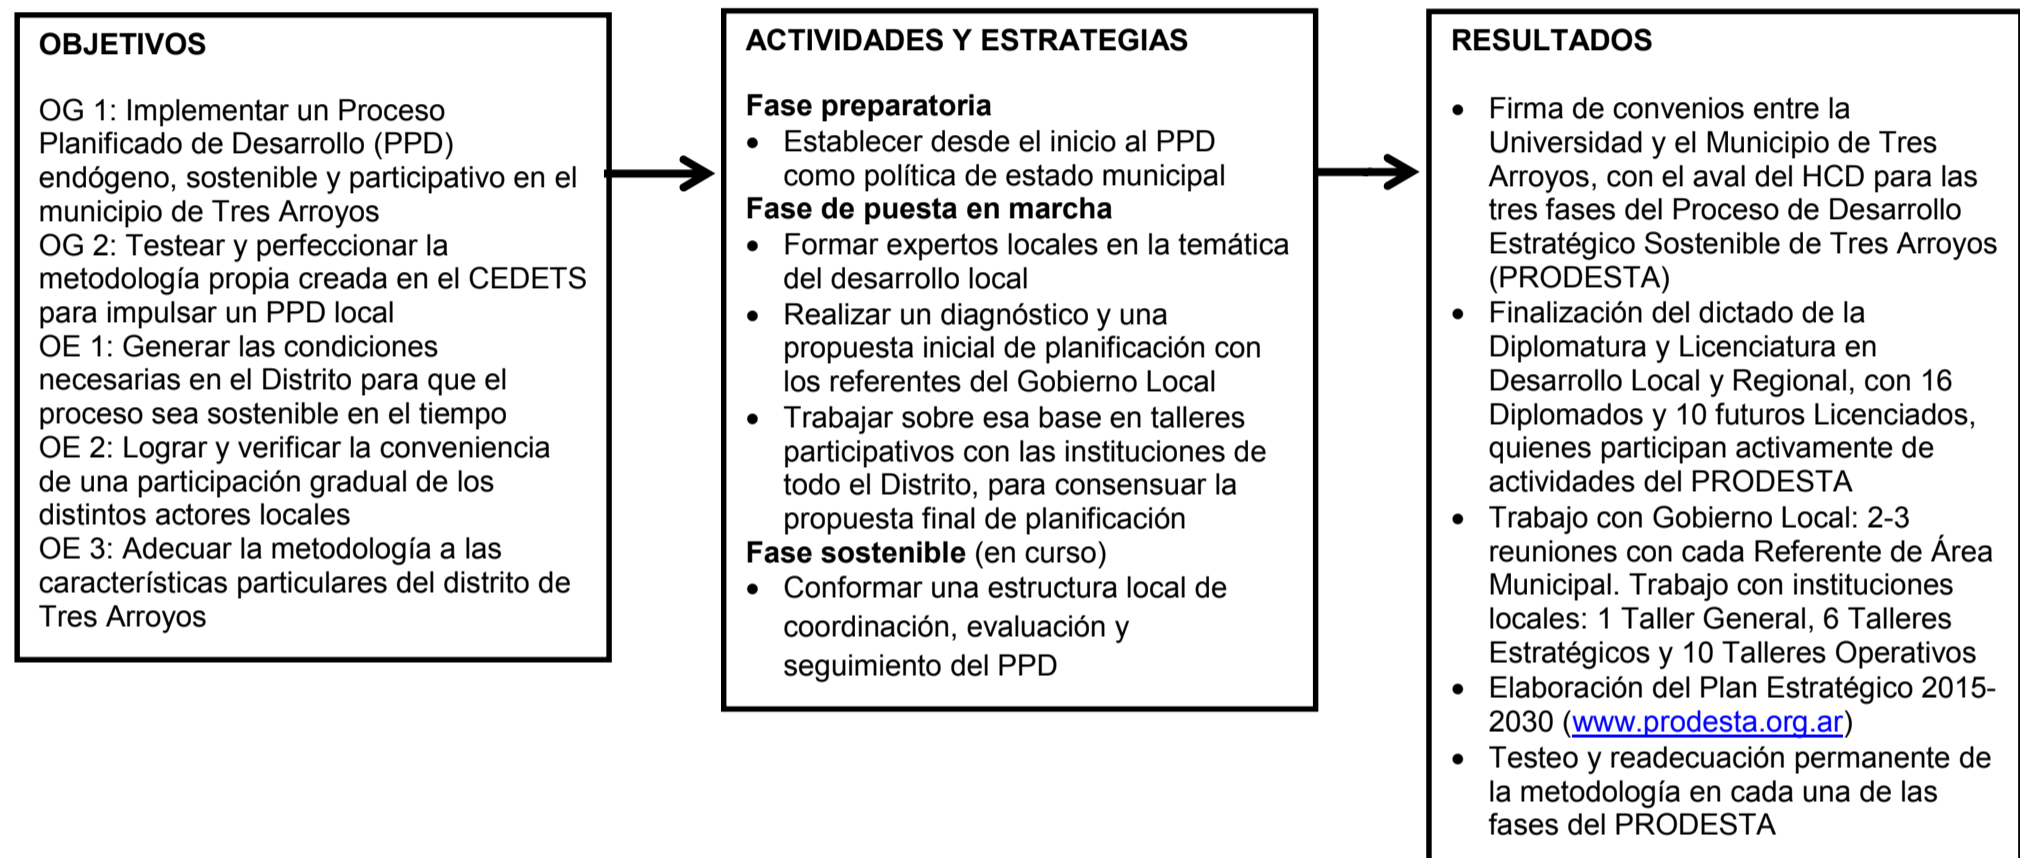 OBJETIVOS
OG 1: Implementar un Proceso
Planificado de Desarrollo (PPD)
endógeno, sostenible y participativo en el
municipio de Tres Arroyos
OG 2: Testear y perfeccionar la
metodología propia creada en el CEDETS
para impulsar un PPD local
OE 1: Generar las condiciones
necesarias en el Distrito para que el
proceso sea sostenible en el tiempo
OE 2: Lograr y verificar la conveniencia
de una participación gradual de los
distintos actores locales
OE 3: Adecuar la metodología a las
características particulares del distrito de
Tres Arroyos
ACTIVIDADES Y ESTRATEGIAS
Fase preparatoria
• Establecer desde el inicio al PPD
como política de estado municipal
Fase de puesta en marcha
• Formar expertos locales en la temática
del desarrollo local
• Realizar un diagnóstico y una
propuesta inicial de planificación con
los referentes del Gobierno Local
• Trabajar sobre esa base en talleres
participativos con las instituciones de
todo el Distrito, para consensuar la
propuesta final de planificación
Fase sostenible (en curso)
• Conformar una estructura local de
coordinación, evaluación y
seguimiento del PPD
RESULTADOS
• Firma de convenios entre la
Universidad y el Municipio de Tres
Arroyos, con el aval del HCD para las
tres fases del Proceso de Desarrollo
Estratégico Sostenible de Tres Arroyos
(PRODESTA)
• Finalización del dictado de la
Diplomatura y Licenciatura en
Desarrollo Local y Regional, con 16
Diplomados y 10 futuros Licenciados,
quienes participan activamente de
actividades del PRODESTA
• Trabajo con Gobierno Local: 2-3
reuniones con cada Referente de Área
Municipal. Trabajo con instituciones
locales: 1 Taller General, 6 Talleres
Estratégicos y 10 Talleres Operativos
• Elaboración del Plan Estratégico 2015-
2030 (www.prodesta.org.ar)
• Testeo y readecuación permanente de
la metodología en cada una de las
fases del PRODESTA